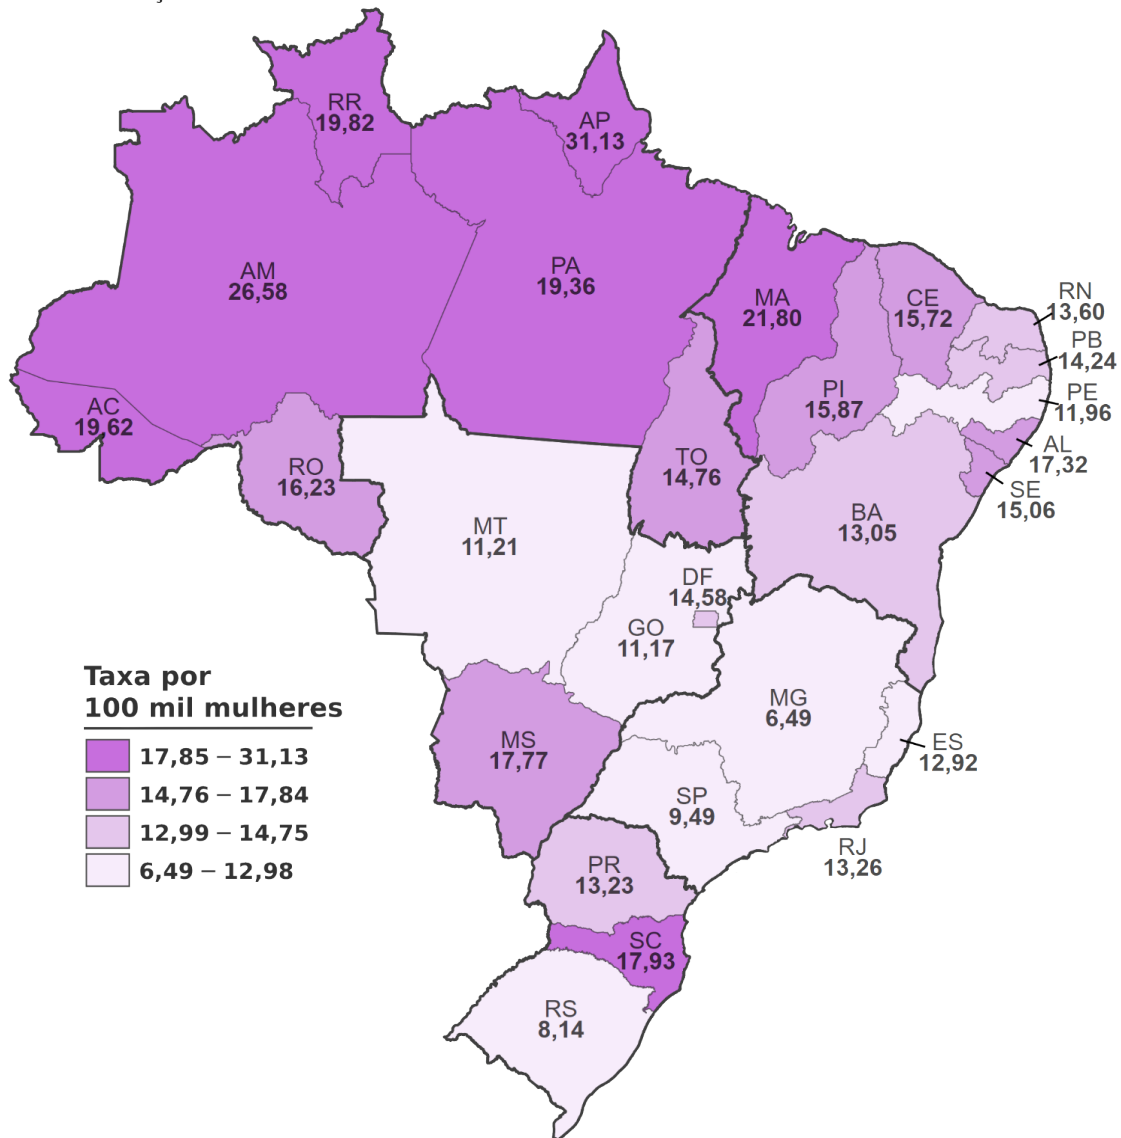 RR
19,82
AP
31,13
AM
26,58
PA
19,36
MA
21,80
CE
15,72
RN
13,60
PB
14,24
PE
11,96
AL
17,32
SE
15,06
PI
15,87
AC
19,62
RO
16,23
TO
14,76
BA
13,05
MT
11,21
DF
14,58
GO
11,17
MG
6,49
ES
12,92
MS
17,77
SP
9,49
RJ
13,26
PR
13,23
SC
17,93
RS
8,14
Taxa por
100 mil mulheres
17,85 – 31,13
14,76 – 17,84
12,99 – 14,75
6,49 – 12,98